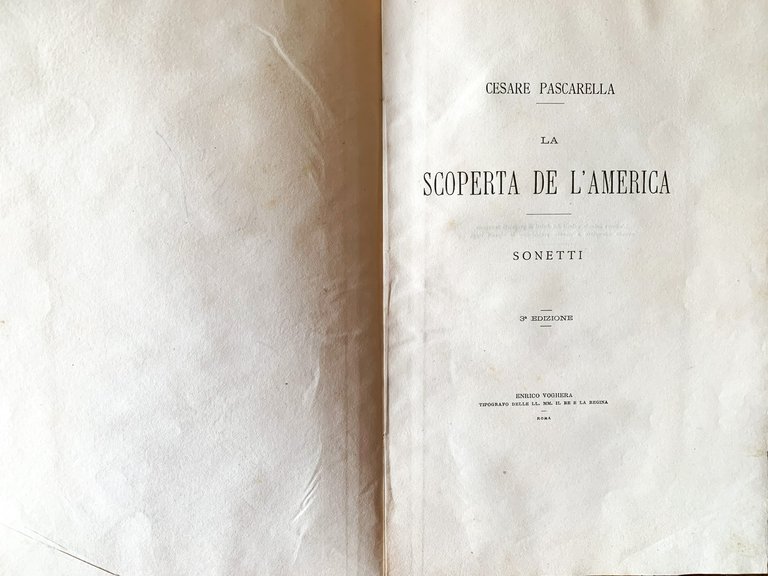 CESARE PASCARELLA
LA
SCOPERTA DE L'AMERICA
SONETTI
3ª EDIZIONE
ENRICO VOGHERA
TIPOGRAFO DELLE LL. MM. IL RE E LA REGINA
ROMA